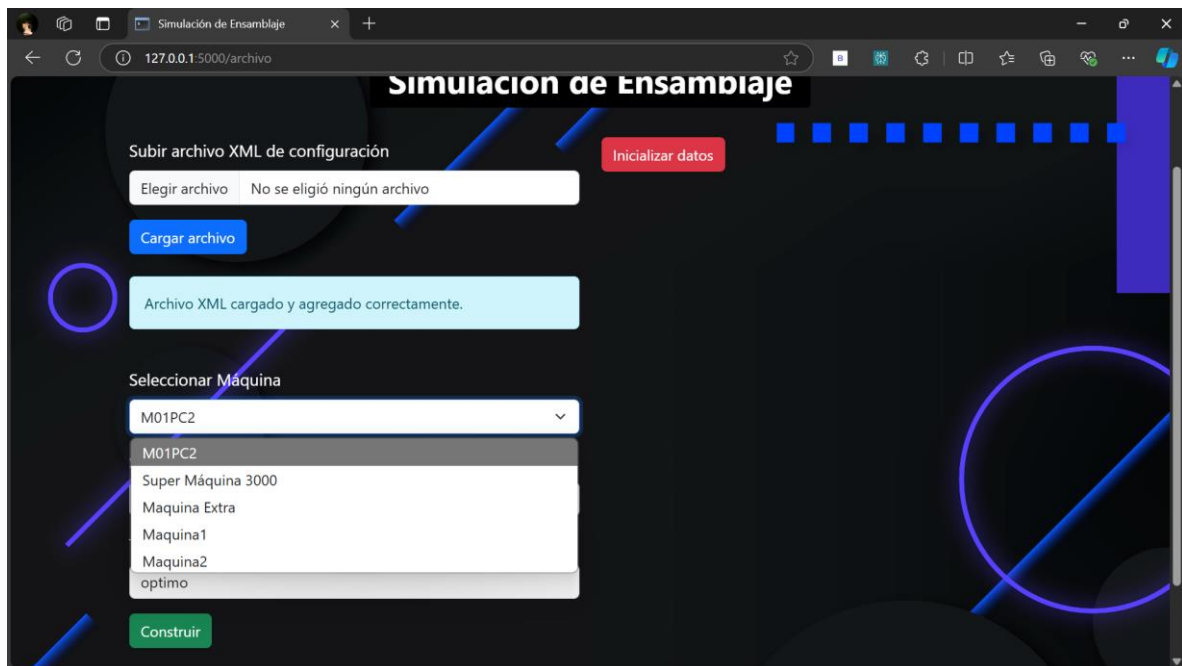 Simulación de Ensamblaje
127.0.0.1:5000/archivo
B
Simulación de Ensamblaje
Subir archivo XML de configuración
Inicializar datos
Elegir archivo No se eligió ningún archivo
Cargar archivo
Archivo XML cargado y agregado correctamente.
Seleccionar Máquina
M01PC2
M01PC2
Super Máquina 3000
Maquina Extra
Maquina1
Maquina2
optimo
Construir